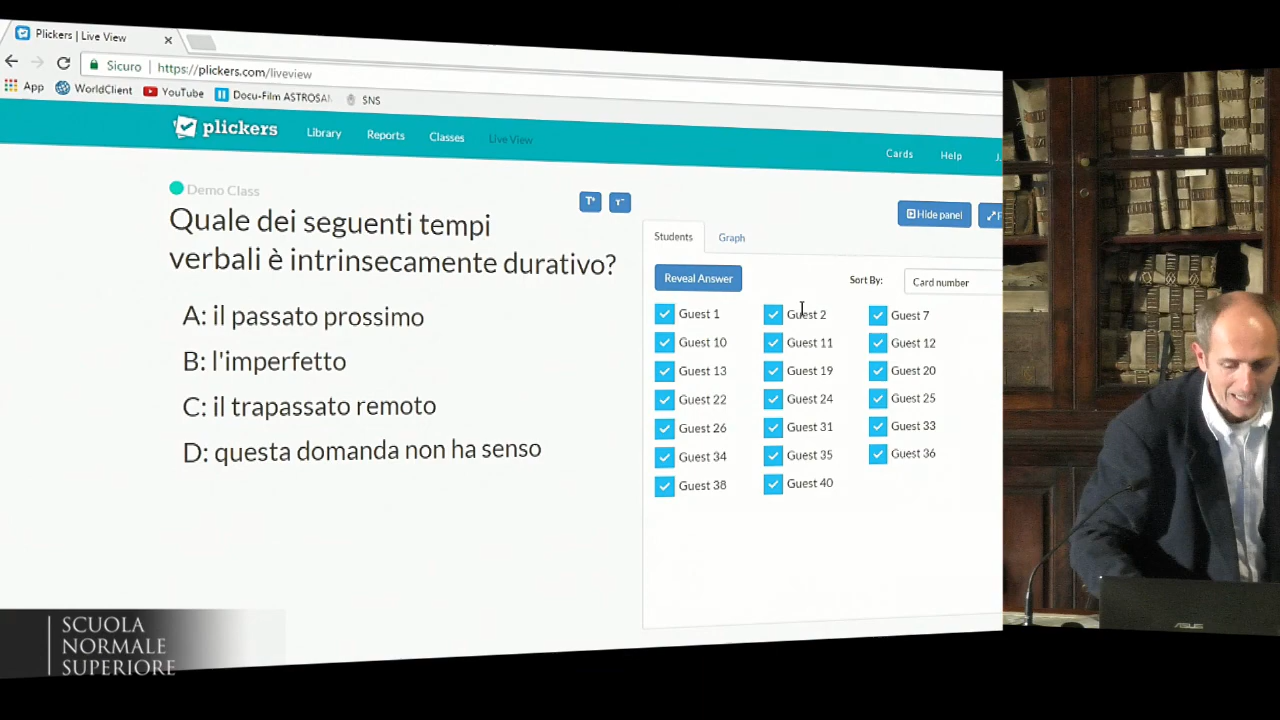 Plickers | Live View
Sicuro | https://plickers.com/liveview
App WorldClient YouTube Docu-Film ASTROSAM SNS
plickers Library Reports Classes Live View Cards Help J.
Demo Class
T+ T-
Hide panel F
Quale dei seguenti tempi
verbali è intrinsecamente durativo?
A: il passato prossimo
B: l'imperfetto
C: il trapassato remoto
D: questa domanda non ha senso
Students Graph
Reveal Answer Sort By: Card number
Guest 1 Guest 2 Guest 7
Guest 10 Guest 11 Guest 12
Guest 13 Guest 19 Guest 20
Guest 22 Guest 24 Guest 25
Guest 26 Guest 31 Guest 33
Guest 34 Guest 35 Guest 36
Guest 38 Guest 40
SCUOLA
NORMALE
SUPERIORE
ASUS